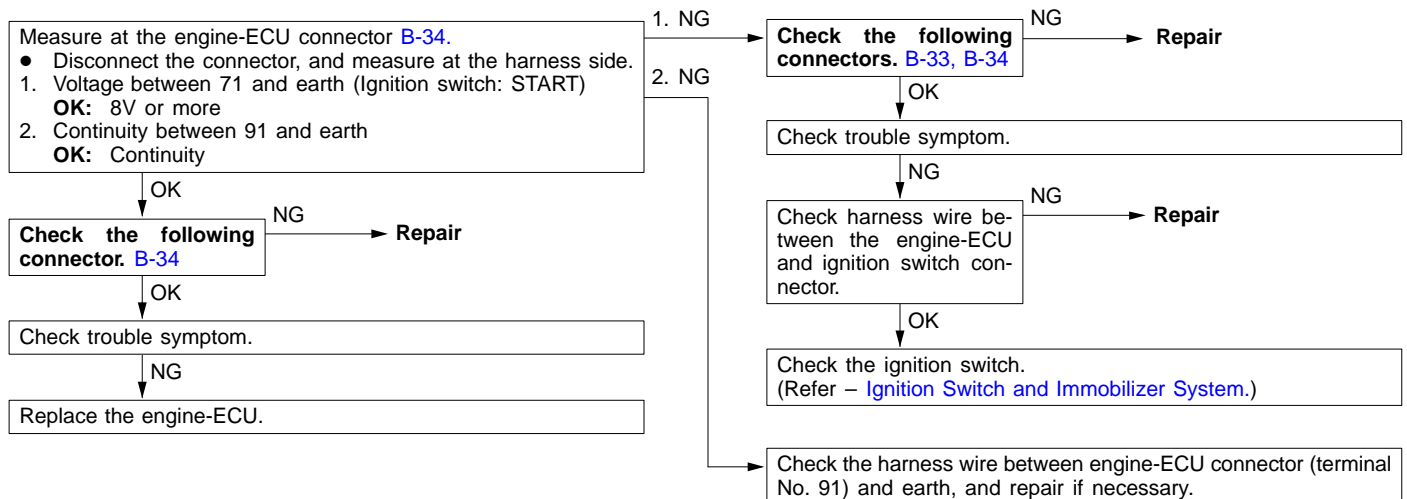 Measure at the engine-ECU connector B-34.
● Disconnect the connector, and measure at the harness side.
1. Voltage between 71 and earth (Ignition switch: START)
OK: 8V or more
2. Continuity between 91 and earth
OK: Continuity
OK
Check the following
connector. B-34
NG
Repair
OK
Check trouble symptom.
NG
Replace the engine-ECU.
1. NG
2. NG
Check the following
connectors. B-33, B-34
NG
Repair
OK
Check trouble symptom.
NG
Check harness wire be-
tween the engine-ECU
and ignition switch con-
nector.
NG
Repair
OK
Check the ignition switch.
(Refer – Ignition Switch and Immobilizer System.)
Check the harness wire between engine-ECU connector (terminal
No. 91) and earth, and repair if necessary.